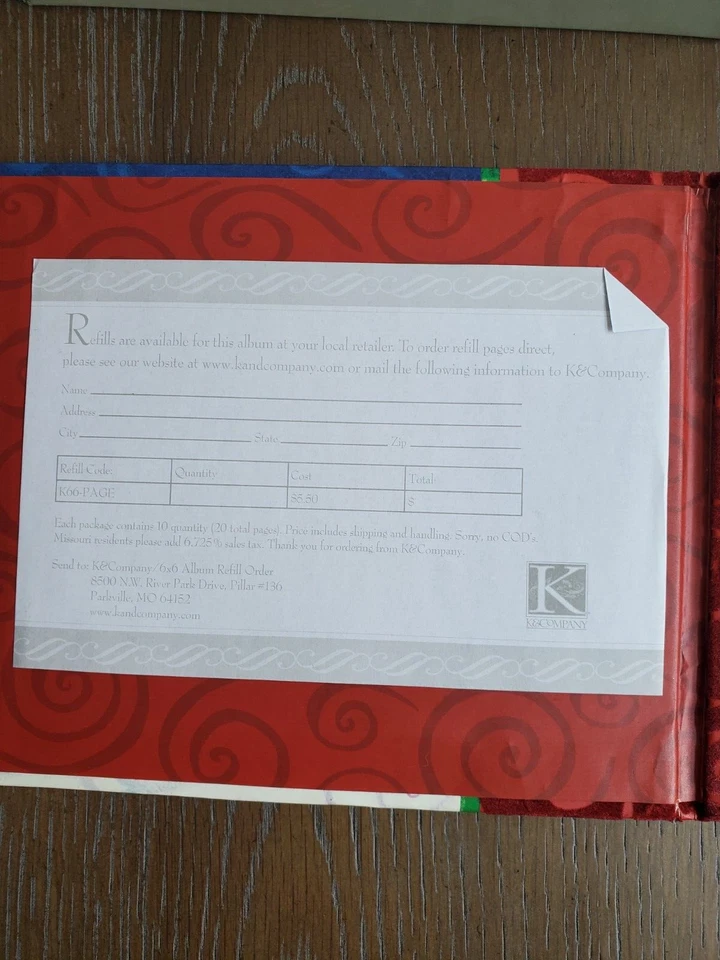 Refills are available for this album at your local retailer. To order refill pages direct,
please see our website at www.kandcompany.com or mail the following information to K&Company.
Name
Address
City State Zip
Refill Code: Quantity Cost Total
K66-PAGE $5.50 $
Each package contains 10 quantity (20 total pages). Price includes shipping and handling. Sorry, no COD's.
Missouri residents please add 6.725% sales tax. Thank you for ordering from K&Company.
Send to: K&Company/6x6 Album Refill Order
8500 N.W. River Park Drive, Pillar #136
Parkville, MO 64152
www.kandcompany.com
K
K&COMPANY